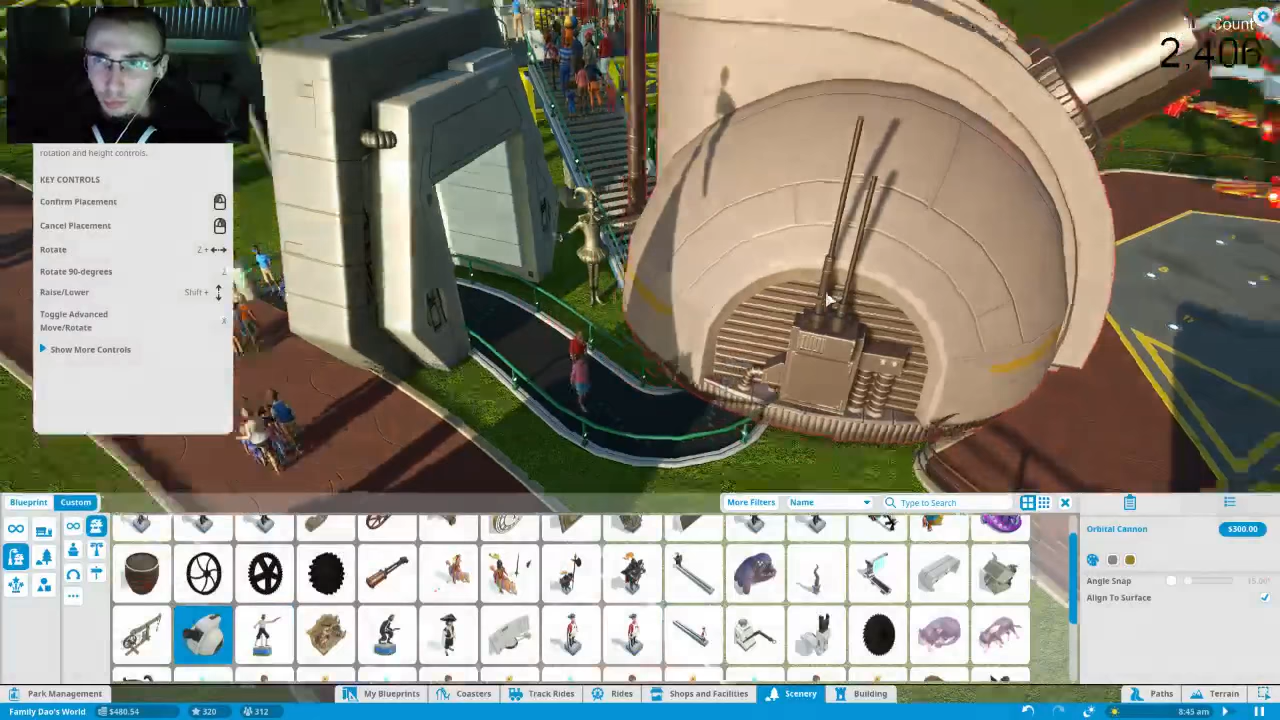 Count
2,406
rotation and height controls.
KEY CONTROLS
Confirm Placement
Cancel Placement
Rotate Z +
Rotate 90-degrees Z
Raise/Lower Shift +
Toggle Advanced
Move/Rotate X
Show More Controls
Blueprint Custom More Filters Name Type to Search
Orbital Cannon $300.00
Angle Snap 15.00°
Align To Surface
Park Management My Blueprints Coasters Track Rides Rides Shops and Facilities Scenery Building Paths Terrain
Family Dao's World $480.54 320 312 8:45 am